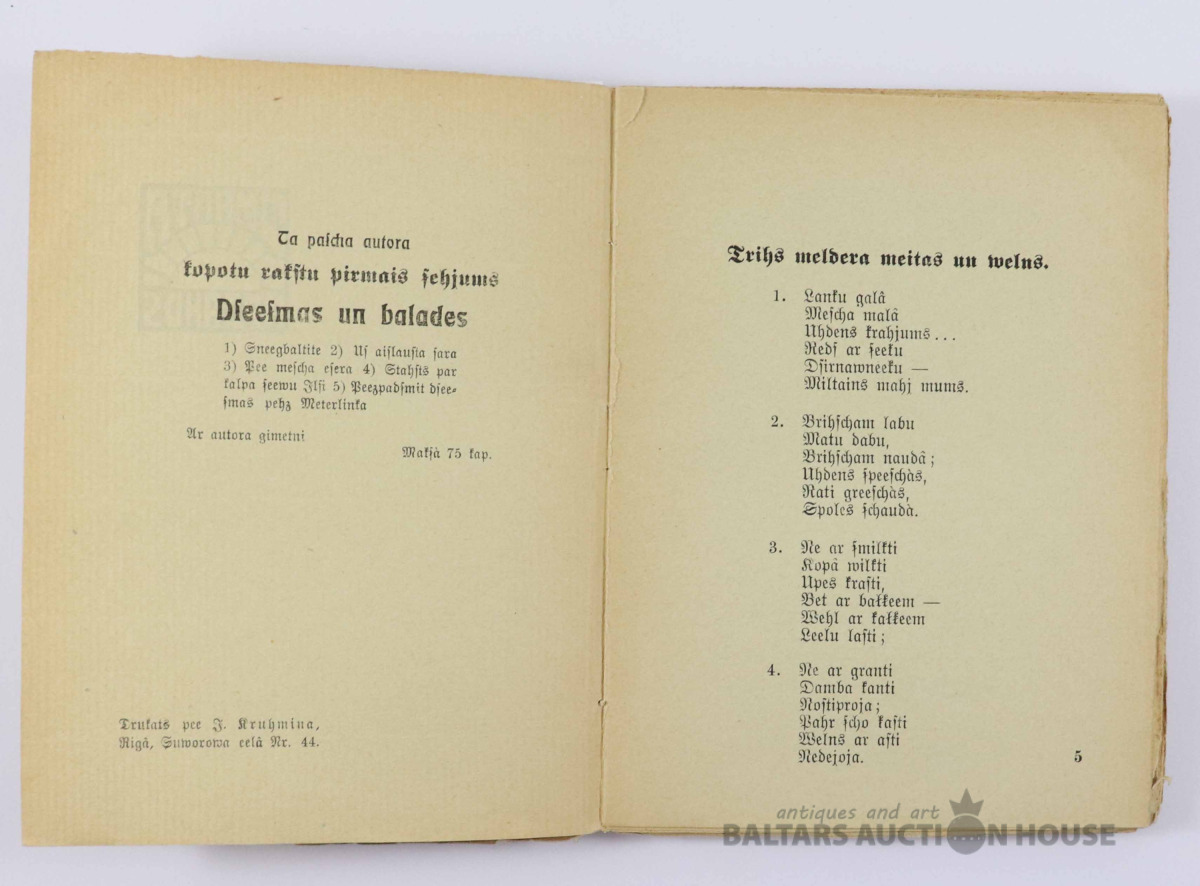 Ta paſcha autora
kopotu rakſtu pirmais ſehjums
Dſeeſmas un balades
1) Sneegbaltite 2) Uſ aiſlauſta ſara
3) Pee meſcha eſera 4) Stahſts par
kalpa ſeewu Ilſi 5) Peezpadſmit dſee-
ſmas pehz Meterlinka
Ar autora gimetni
Makſà 75 kap.
Trukats pee J. Kruhmina,
Rigâ, Suworowa eelâ Nr. 44.
Trihs meldera meitas un welns.
1. Lanku galâ
Meſcha malâ
Uhdens krahjums...
Redſ ar ſeeku
Dſirnawneeku —
Miltains mahj mums.
2. Brihſcham labu
Matu dabu,
Brihſcham naudâ;
Uhdens ſpeeſchàs,
Rati greeſchàs,
Spoles ſchaudà.
3. Ne ar ſmilkti
Kopâ wilkti
Upes kraſti,
Bet ar baƚkeem —
Wehl ar kaƚkeem
Leelu laſti;
4. Ne ar granti
Damba kanti
Noſtiproja;
Pahr ſcho kaſti
Welns ar aſti
Nedejoja.
5
antiques and art
BALTARS AUCTION HOUSE